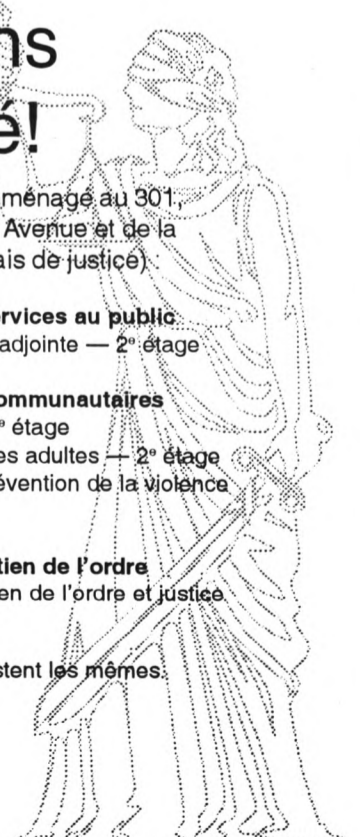 ns
é!
ménagé au 301,
Avenue et de la
ais de justice) :
rvices au public
adjointe — 2e étage
ommunautaires
e étage
es adultes — 2e étage
évention de la violence
tien de l'ordre
en de l'ordre et justice
stent les mêmes.